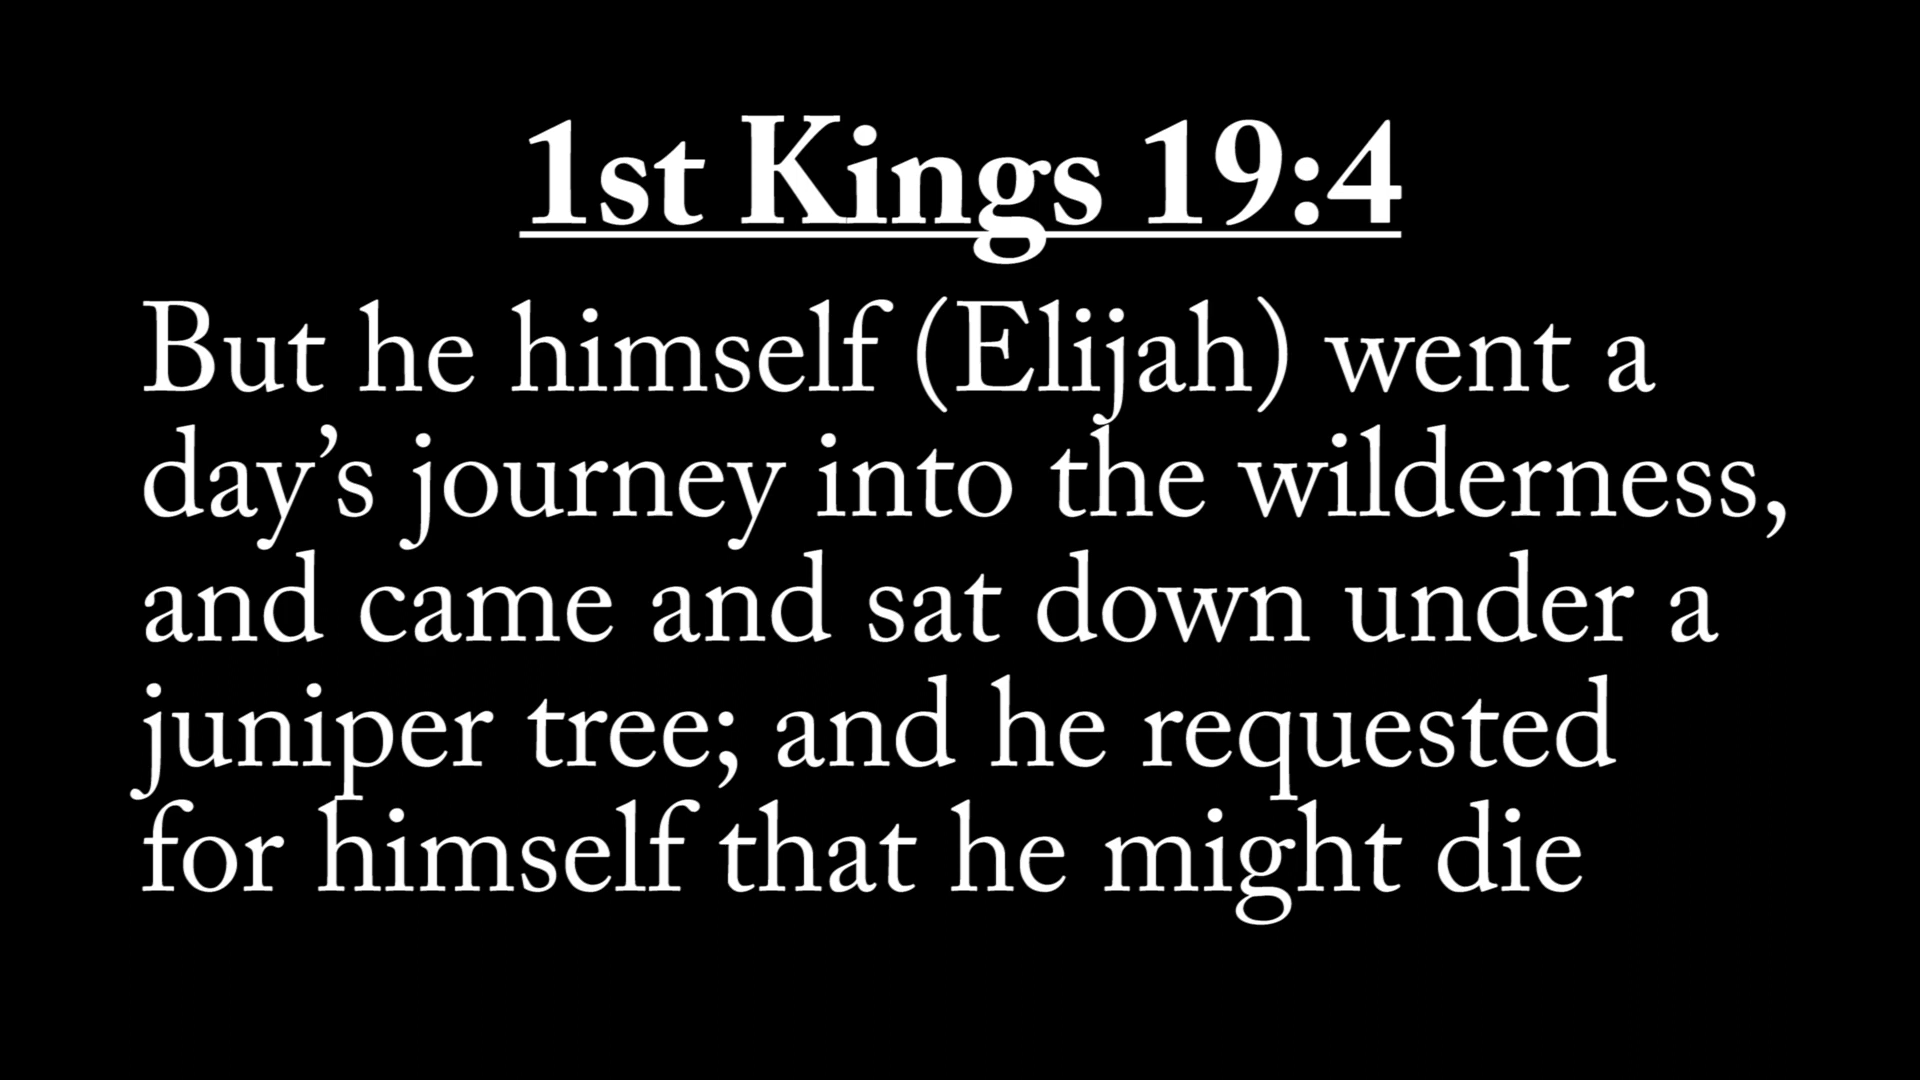 1st Kings 19:4
But he himself (Elijah) went a
day’s journey into the wilderness,
and came and sat down under a
juniper tree; and he requested
for himself that he might die